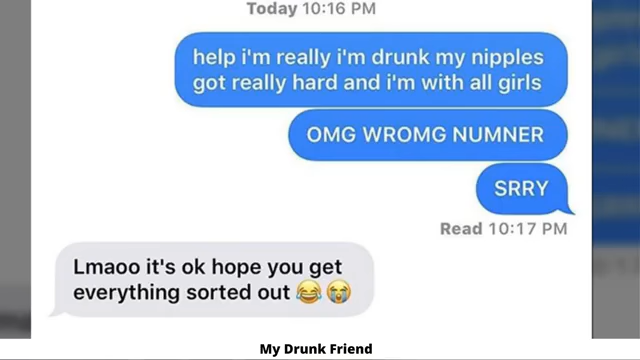 Today 10:16 PM
help i'm really i'm drunk my nipples
got really hard and i'm with all girls
OMG WROMG NUMNER
SRRY
Read 10:17 PM
Lmaoo it's ok hope you get
everything sorted out 😂😭
My Drunk Friend